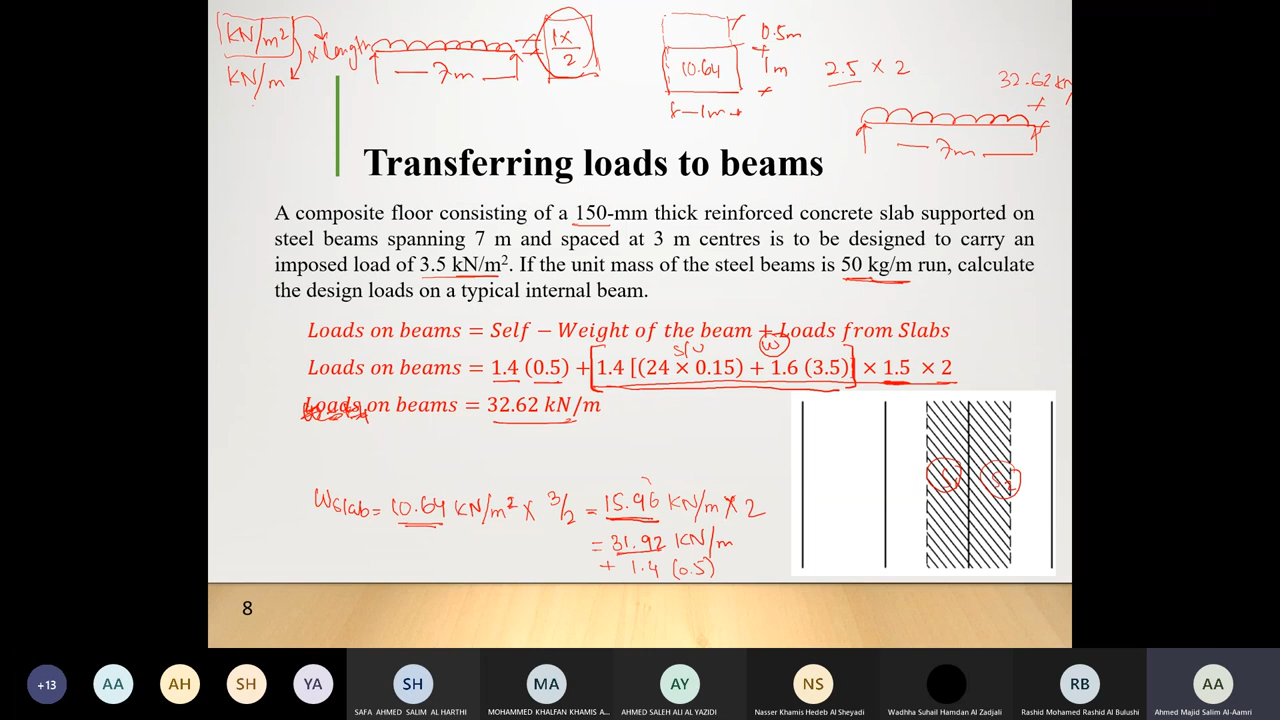 KN/m²
KN/m
x length
7m
1x
2
10.64
0.5m
1m
1m
2.5 × 2
7m
Transferring loads to beams
A composite floor consisting of a 150-mm thick reinforced concrete slab supported on
steel beams spanning 7 m and spaced at 3 m centres is to be designed to carry an
imposed load of 3.5 kN/m². If the unit mass of the steel beams is 50 kg/m run, calculate
the design loads on a typical internal beam.
Loads on beams = Self − Weight of the beam + Loads from Slabs
Loads on beams = 1.4 (0.5) + 1.4 [(24 × 0.15) + 1.6 (3.5)] × 1.5 × 2
Loads on beams = 32.62 kN/m
S1
S2
Wslab = 10.64 KN/m² × 3/2 = 15.96 KN/m × 2
= 31.92 KN/m
+ 1.4 (0.5)
8
+13
AA
AH
SH
YA
SH
MA
AY
NS
RB
AA
SAFA AHMED SALIM AL HARTHI
MOHAMMED KHALFAN KHAMIS A...
AHMED SALEH ALI AL YAZIDI
Nasser Khamis Hedeb Al Sheyadi
Wadhha Suhail Hamdan Al Zadjali
Rashid Mohamed Rashid Al Bulushi
Ahmed Majid Salim Al-Aamri